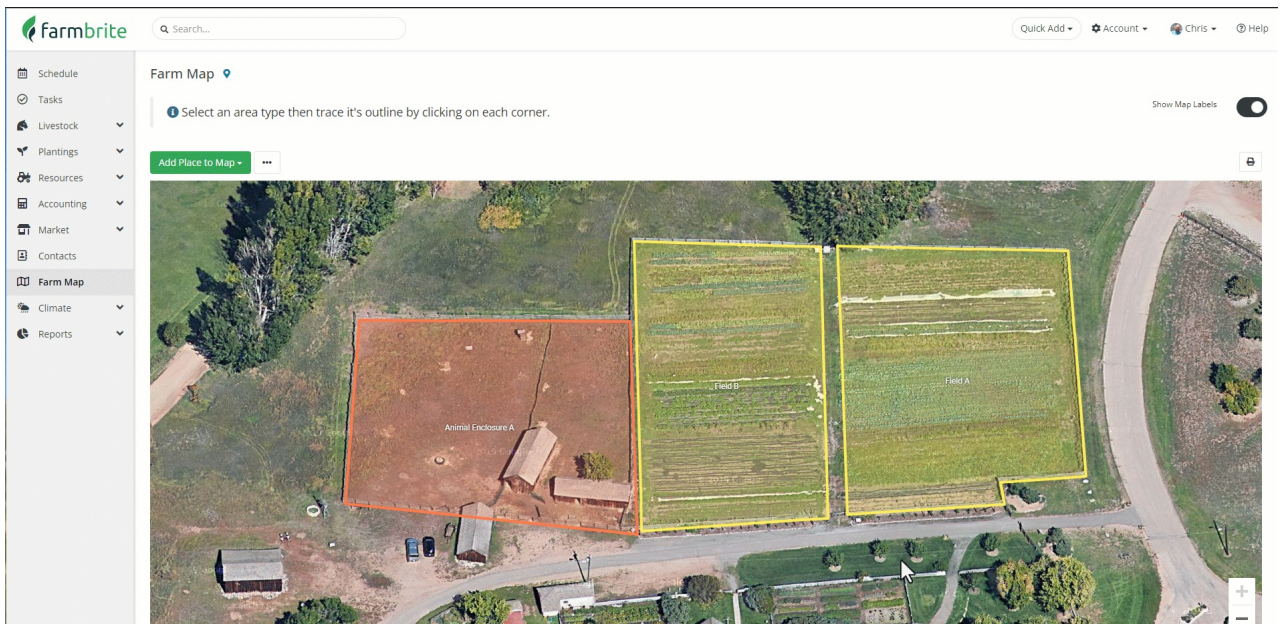 farmbrite
Search...
Quick Add
Account
Chris
Help
Schedule
Tasks
Livestock
Plantings
Resources
Accounting
Market
Contacts
Farm Map
Climate
Reports
Farm Map
Select an area type then trace it's outline by clicking on each corner.
Show Map Labels
Add Place to Map
Animal Enclosure A
Field B
Field A